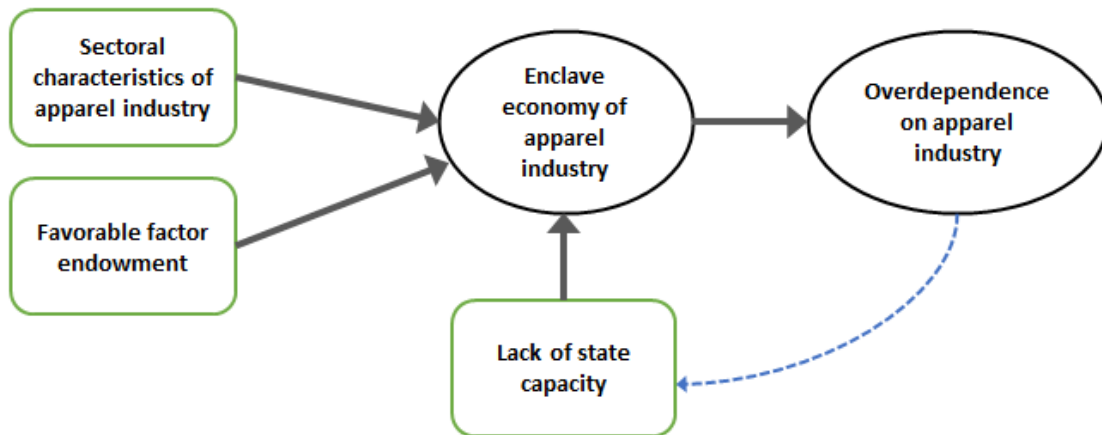 Sectoral
characteristics of
apparel industry
Enclave
economy of
apparel
industry
Overdependence
on apparel
industry
Favorable factor
endowment
Lack of state
capacity